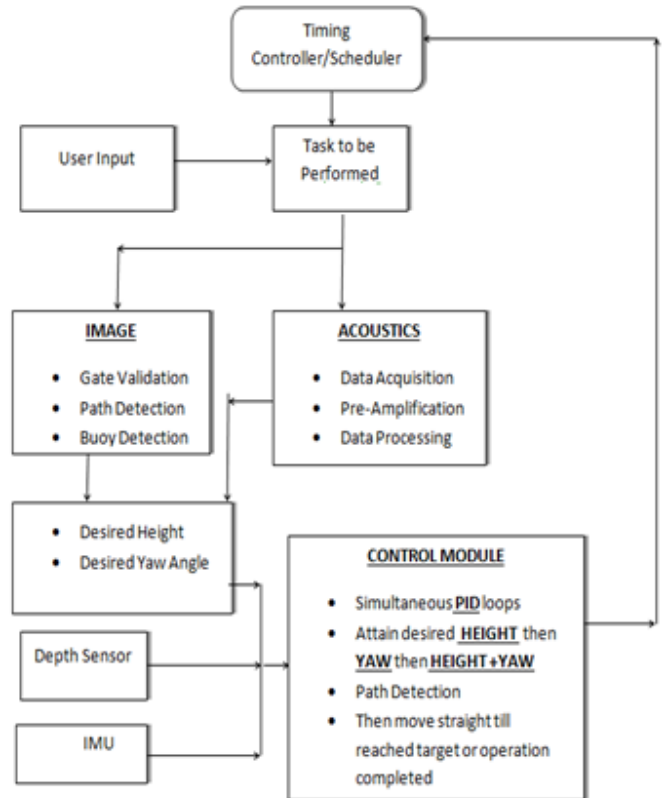 Timing
Controller/Scheduler
User Input
Task to be
Performed
IMAGE
• Gate Validation
• Path Detection
• Buoy Detection
ACOUSTICS
• Data Acquisition
• Pre-Amplification
• Data Processing
• Desired Height
• Desired Yaw Angle
Depth Sensor
IMU
CONTROL MODULE
• Simultaneous PID loops
• Attain desired HEIGHT then
YAW then HEIGHT+YAW
• Path Detection
• Then move straight till
reached target or operation
completed